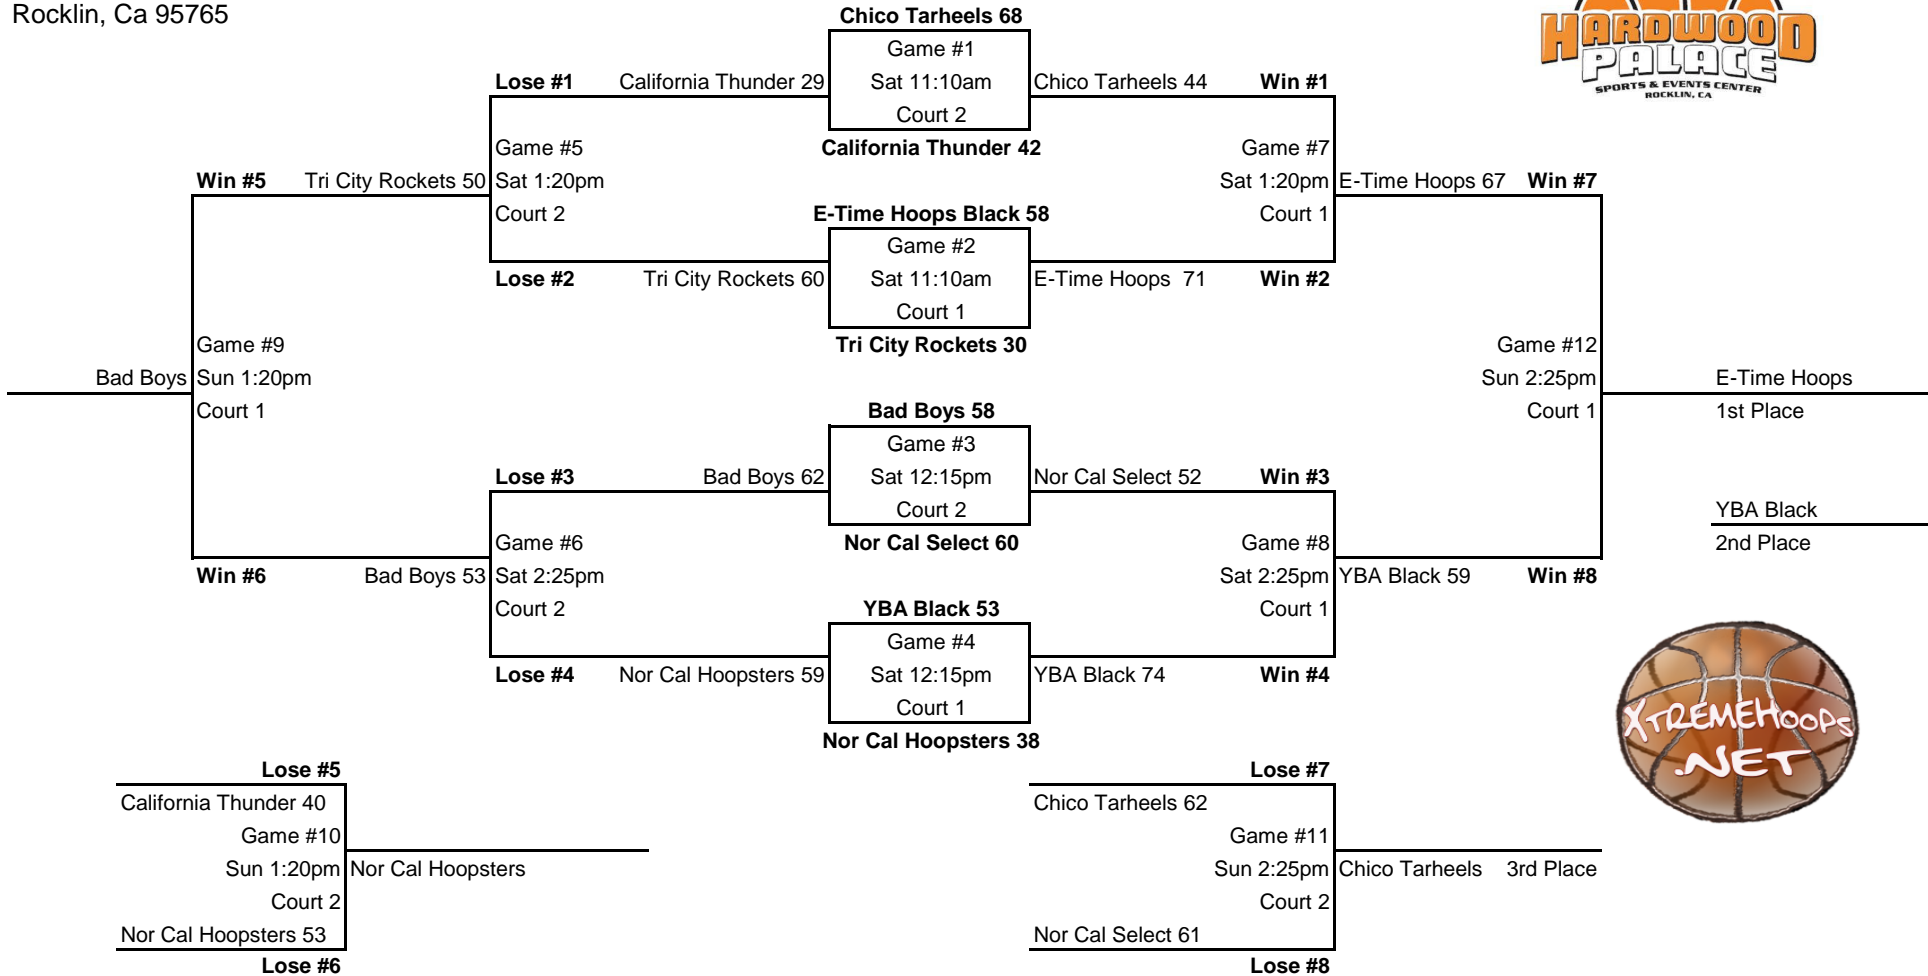 Rocklin, Ca 95765
HARDWOOD
PALACE
SPORTS & EVENTS CENTER
ROCKLIN, CA
Chico Tarheels 68
Game #1
Lose #1 California Thunder 29 Sat 11:10am Chico Tarheels 44 Win #1
Court 2
Game #5 California Thunder 42 Game #7
Win #5 Tri City Rockets 50 Sat 1:20pm Sat 1:20pm E-Time Hoops 67 Win #7
Court 2 E-Time Hoops Black 58 Court 1
Game #2
Lose #2 Tri City Rockets 60 Sat 11:10am E-Time Hoops 71 Win #2
Court 1
Game #9 Tri City Rockets 30 Game #12
Bad Boys Sun 1:20pm Sun 2:25pm E-Time Hoops
Court 1 Bad Boys 58 Court 1 1st Place
Game #3
Lose #3 Bad Boys 62 Sat 12:15pm Nor Cal Select 52 Win #3
Court 2 YBA Black
Game #6 Nor Cal Select 60 Game #8 2nd Place
Win #6 Bad Boys 53 Sat 2:25pm Sat 2:25pm YBA Black 59 Win #8
Court 2 YBA Black 53 Court 1
Game #4
Lose #4 Nor Cal Hoopsters 59 Sat 12:15pm YBA Black 74 Win #4
Court 1
Nor Cal Hoopsters 38
XTREMEHOOPS
.NET
Lose #5 Lose #7
California Thunder 40 Chico Tarheels 62
Game #10 Game #11
Sun 1:20pm Nor Cal Hoopsters Sun 2:25pm Chico Tarheels 3rd Place
Court 2 Court 2
Nor Cal Hoopsters 53 Nor Cal Select 61
Lose #6 Lose #8